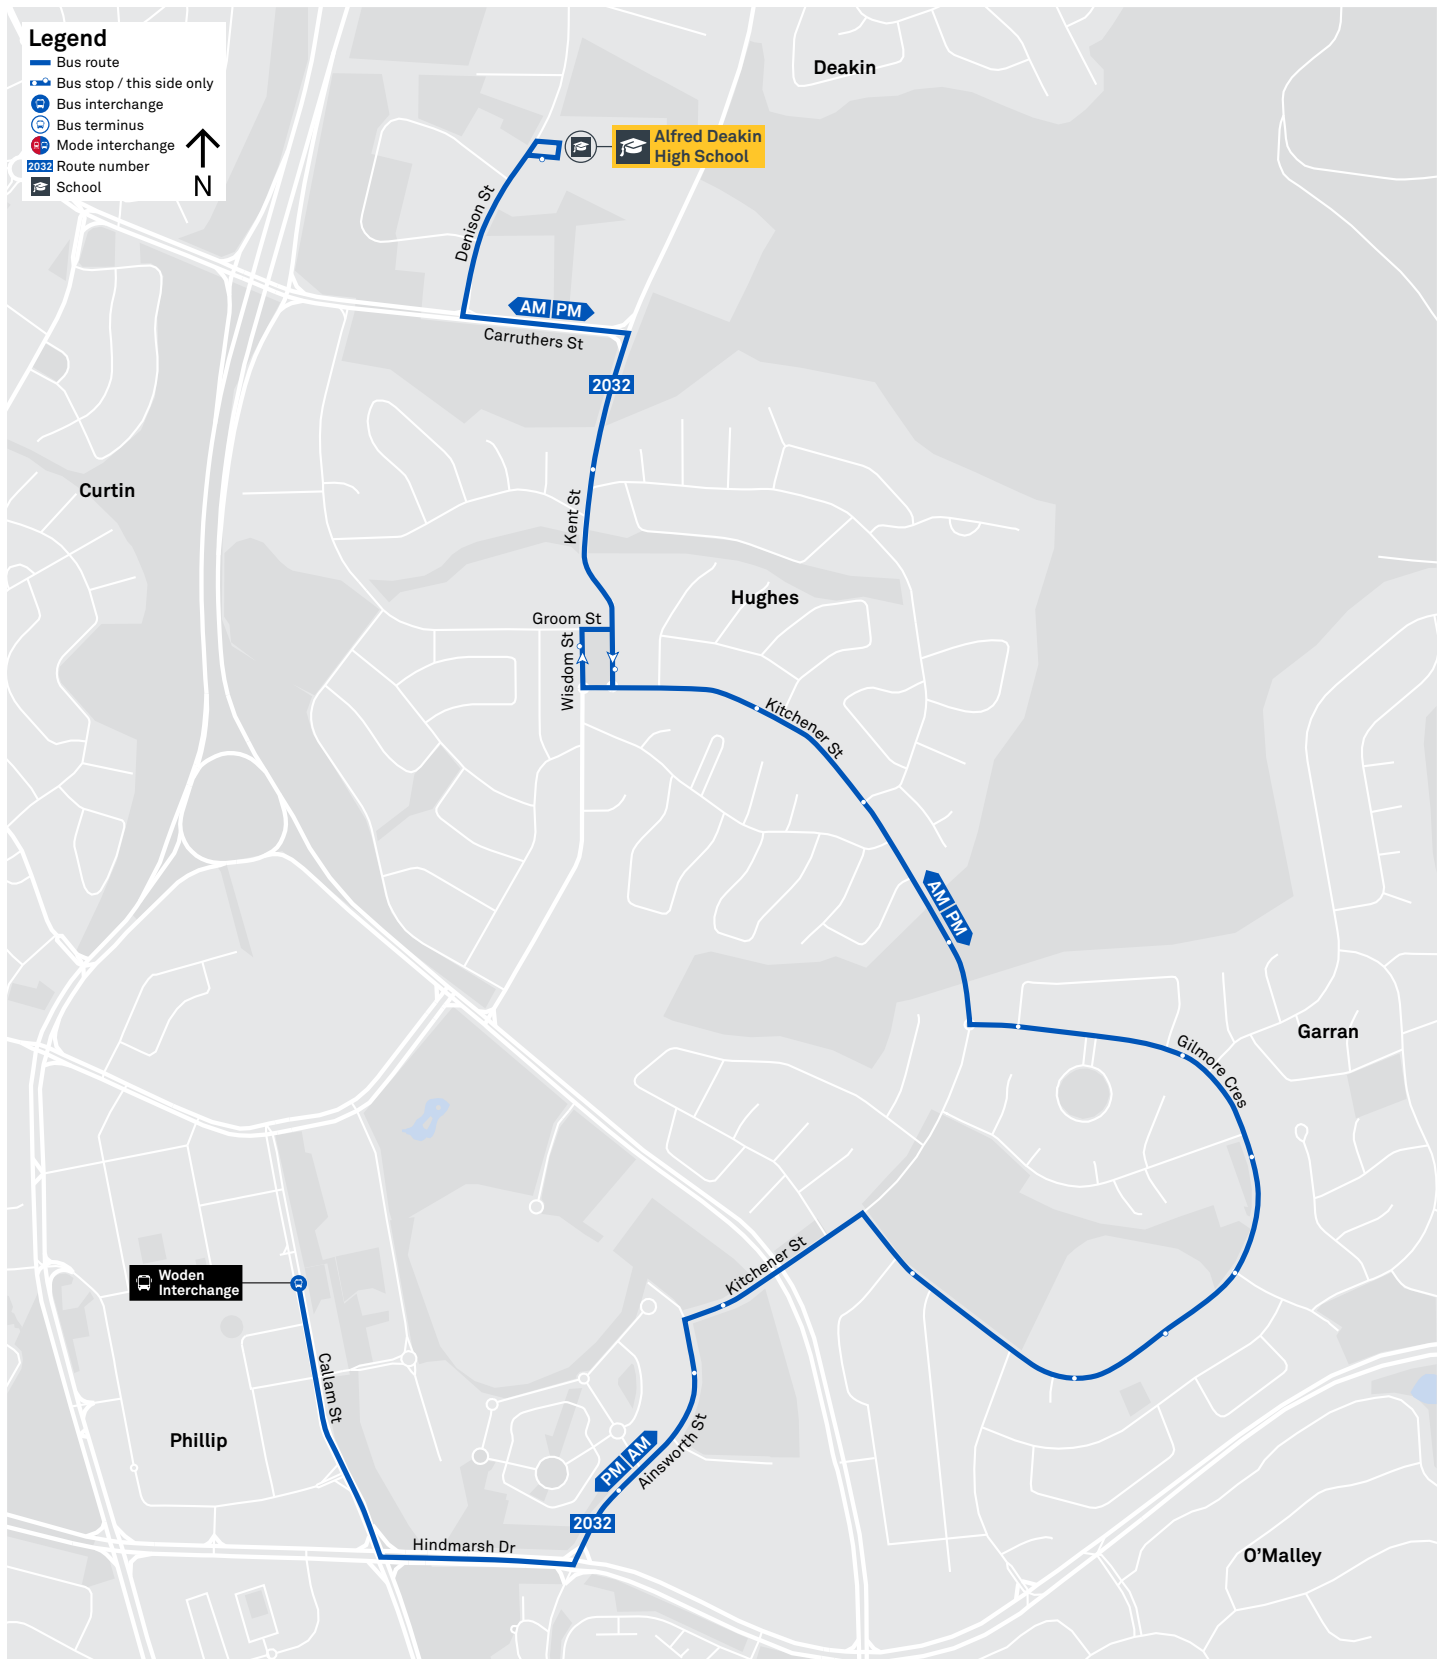 Legend
Bus route
Bus stop / this side only
Bus interchange
Bus terminus
Mode interchange
2032 Route number
School
N
Deakin
Alfred Deakin
High School
Denison St
AM PM
Carruthers St
2032
Curtin
Kent St
Hughes
Groom St
Wisdom St
Kitchener St
AM PM
Garran
Gilmore Cres
Kitchener St
Woden
Interchange
Callam St
Phillip
PM AM
Ainsworth St
2032
Hindmarsh Dr
O'Malley